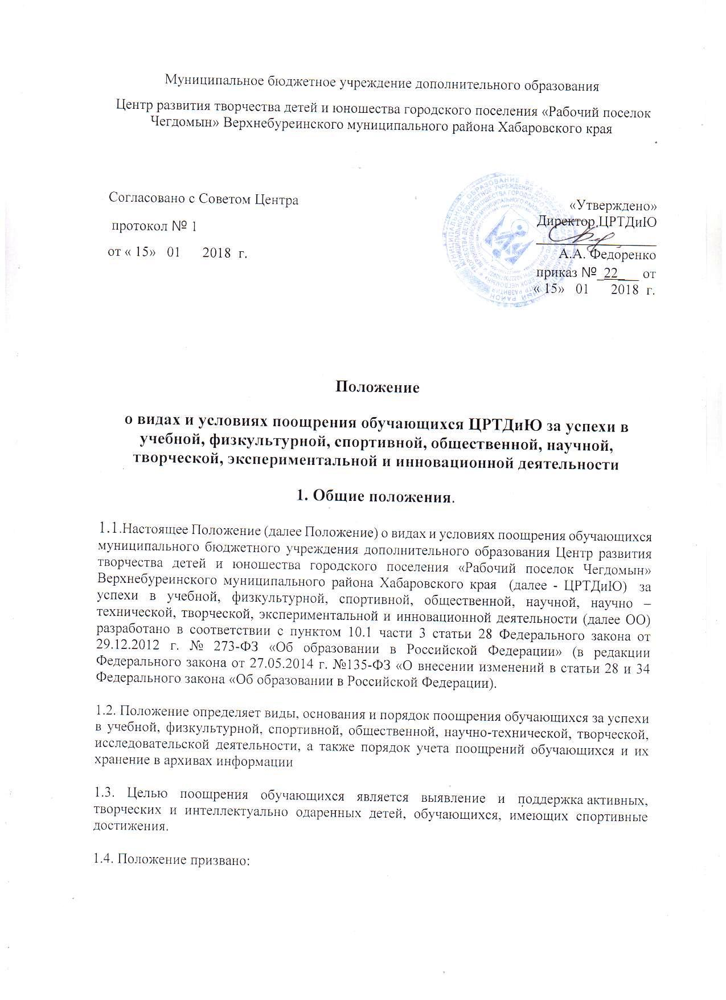 Муниципальное бюджетное учреждение дополнительного образования
Центр развития творчества детей и юношества городского поселения «Рабочий поселок
Чегдомын» Верхнебуреинского муниципального района Хабаровского края
Согласовано с Советом Центра
протокол № 1
от « 15» 01 2018 г.
«Утверждено»
Директор ЦРТДиЮ
А.А. Федоренко
приказ № 22 от
« 15» 01 2018 г.
Положение
о видах и условиях поощрения обучающихся ЦРТДиЮ за успехи в
учебной, физкультурной, спортивной, общественной, научной,
творческой, экспериментальной и инновационной деятельности
1. Общие положения.
1.1.Настоящее Положение (далее Положение) о видах и условиях поощрения обучающихся
муниципального бюджетного учреждения дополнительного образования Центр развития
творчества детей и юношества городского поселения «Рабочий поселок Чегдомын»
Верхнебуреинского муниципального района Хабаровского края (далее - ЦРТДиЮ) за
успехи в учебной, физкультурной, спортивной, общественной, научной, научно –
технической, творческой, экспериментальной и инновационной деятельности (далее ОО)
разработано в соответствии с пунктом 10.1 части 3 статьи 28 Федерального закона от
29.12.2012 г. № 273-ФЗ «Об образовании в Российской Федерации» (в редакции
Федерального закона от 27.05.2014 г. №135-ФЗ «О внесении изменений в статьи 28 и 34
Федерального закона «Об образовании в Российской Федерации).
1.2. Положение определяет виды, основания и порядок поощрения обучающихся за успехи
в учебной, физкультурной, спортивной, общественной, научно-технической, творческой,
исследовательской деятельности, а также порядок учета поощрений обучающихся и их
хранение в архивах информации
1.3. Целью поощрения обучающихся является выявление и поддержка активных,
творческих и интеллектуально одаренных детей, обучающихся, имеющих спортивные
достижения.
1.4. Положение призвано: